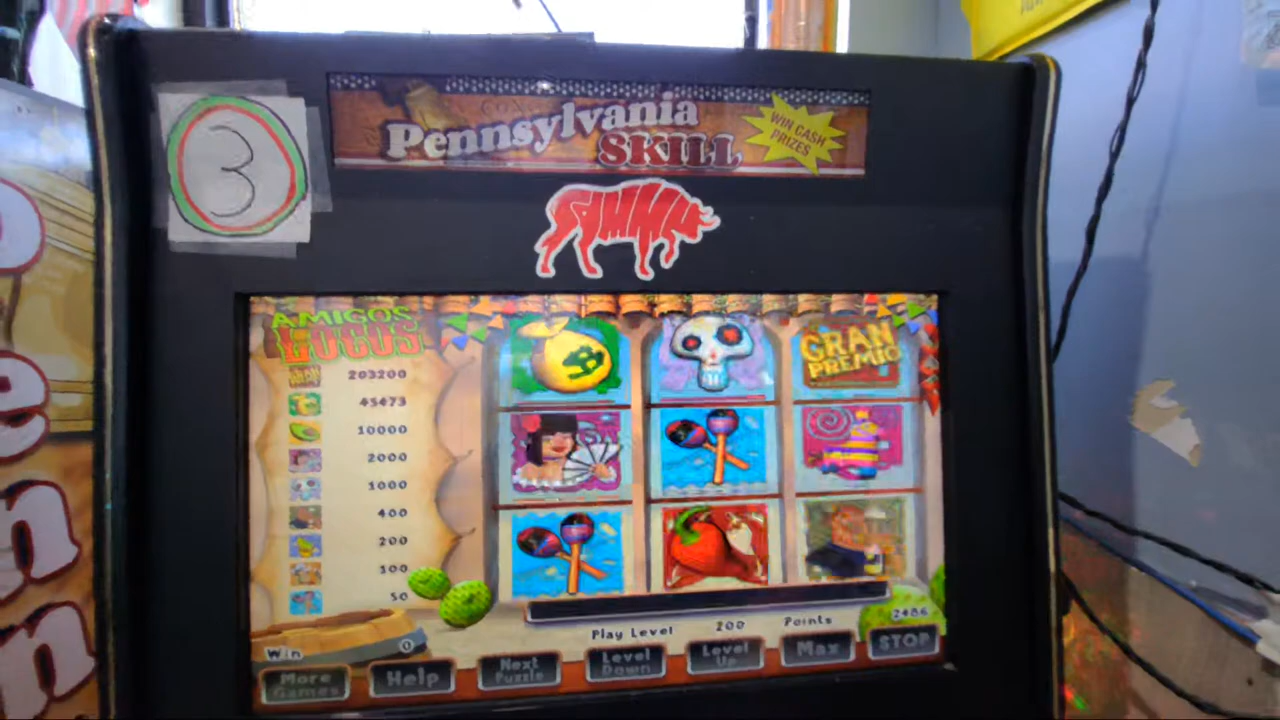 3
Pennsylvania
SKILL
WIN CASH
PRIZES
SAMMY
AMIGOS
LOCOS
203200
45473
10000
2000
1000
400
200
100
50
GRAN
PREMIO
Win 0
Play Level 200 Points 2486
More
Games
Help
Next
Puzzle
Level
Down
Level
Up
Max
STOP